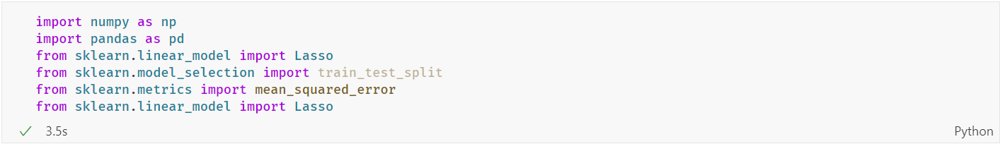 import numpy as np
import pandas as pd
from sklearn.linear_model import Lasso
from sklearn.model_selection import train_test_split
from sklearn.metrics import mean_squared_error
from sklearn.linear_model import Lasso
3.5s
Python